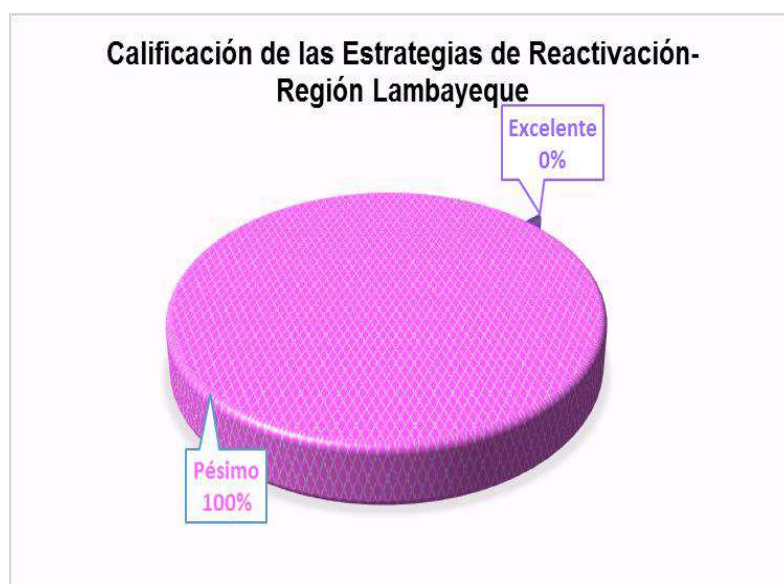 Calificación de las Estrategias de Reactivación-
Región Lambayeque
Excelente
0%
Pésimo
100%